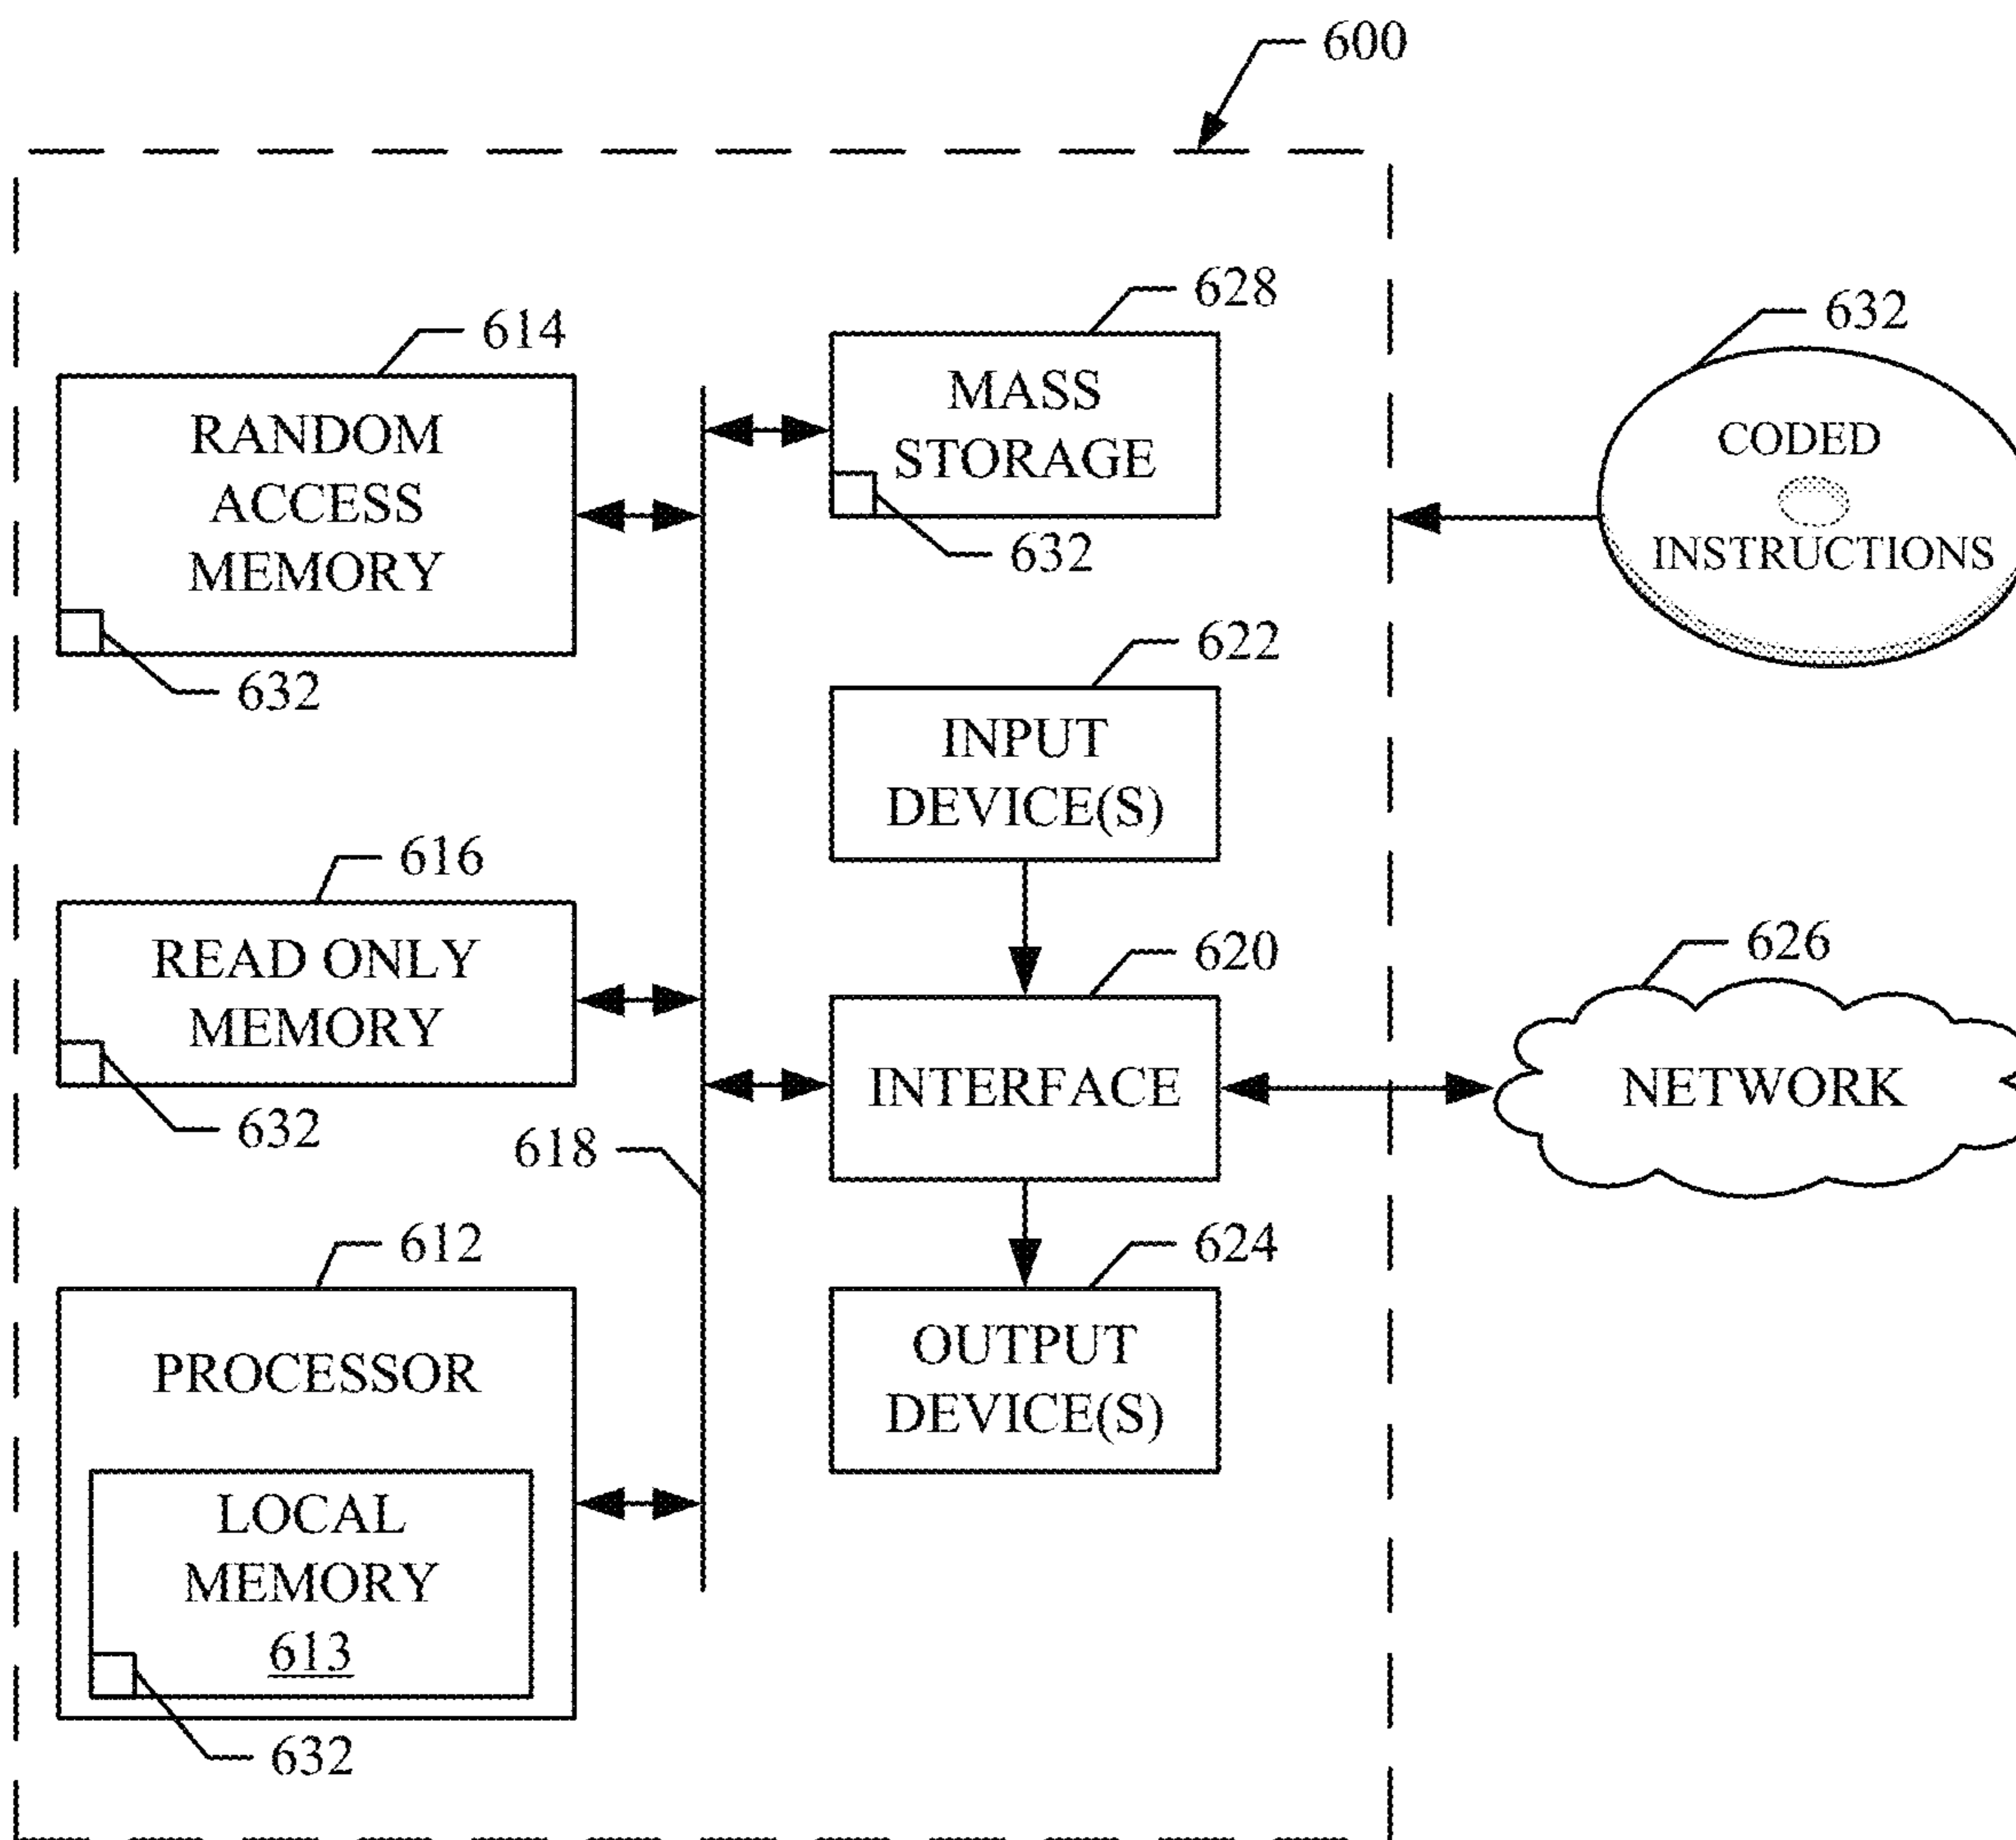 600
628
MASS
STORAGE
632
614
RANDOM
ACCESS
MEMORY
632
632
CODED
INSTRUCTIONS
622
INPUT
DEVICE(S)
616
READ ONLY
MEMORY
632
620
INTERFACE
618
626
NETWORK
612
PROCESSOR
LOCAL
MEMORY
613
632
624
OUTPUT
DEVICE(S)